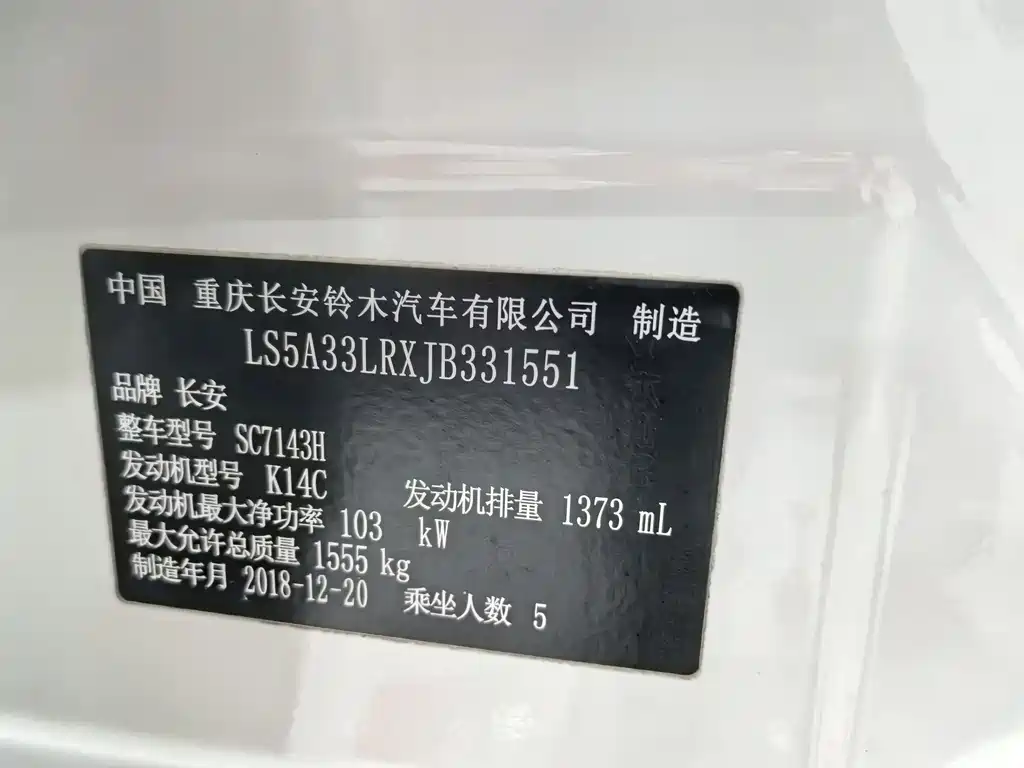 中国 重庆长安铃木汽车有限公司 制造
LS5A33LRXJB331551
品牌 长安
整车型号 SC7143H
发动机型号 K14C 发动机排量 1373 mL
发动机最大净功率 103 kW
最大允许总质量 1555 kg
制造年月 2018-12-20 乘坐人数 5